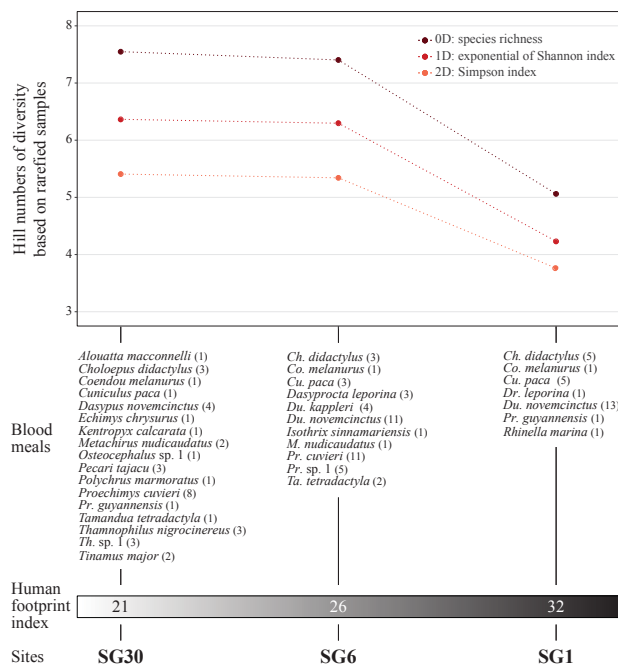 8
7
6
5
4
3
Hill numbers of diversity
based on rarefied samples
0D: species richness
1D: exponential of Shannon index
2D: Simpson index
Blood
meals
Alouatta macconnelli (1)
Choloepus didactylus (3)
Coendou melanurus (1)
Cuniculus paca (1)
Dasypus novemcinctus (4)
Echimys chrysurus (1)
Kentropyx calcarata (1)
Metachirus nudicaudatus (2)
Osteocephalus sp. 1 (1)
Pecari tajacu (3)
Polychrus marmoratus (1)
Proechimys cuvieri (8)
Pr. guyannensis (1)
Tamandua tetradactyla (1)
Thamnophilus nigrocinereus (3)
Th. sp. 1 (3)
Tinamus major (2)
Ch. didactylus (3)
Co. melanurus (1)
Cu. paca (3)
Dasyprocta leporina (3)
Du. kappleri (4)
Du. novemcinctus (11)
Isothrix sinnamariensis (1)
M. nudicaudatus (1)
Pr. cuvieri (11)
Pr. sp. 1 (5)
Ta. tetradactyla (2)
Ch. didactylus (5)
Co. melanurus (1)
Cu. paca (5)
Dr. leporina (1)
Du. novemcinctus (13)
Pr. guyannensis (1)
Rhinella marina (1)
Human
footprint
index
21
26
32
Sites
SG30
SG6
SG1